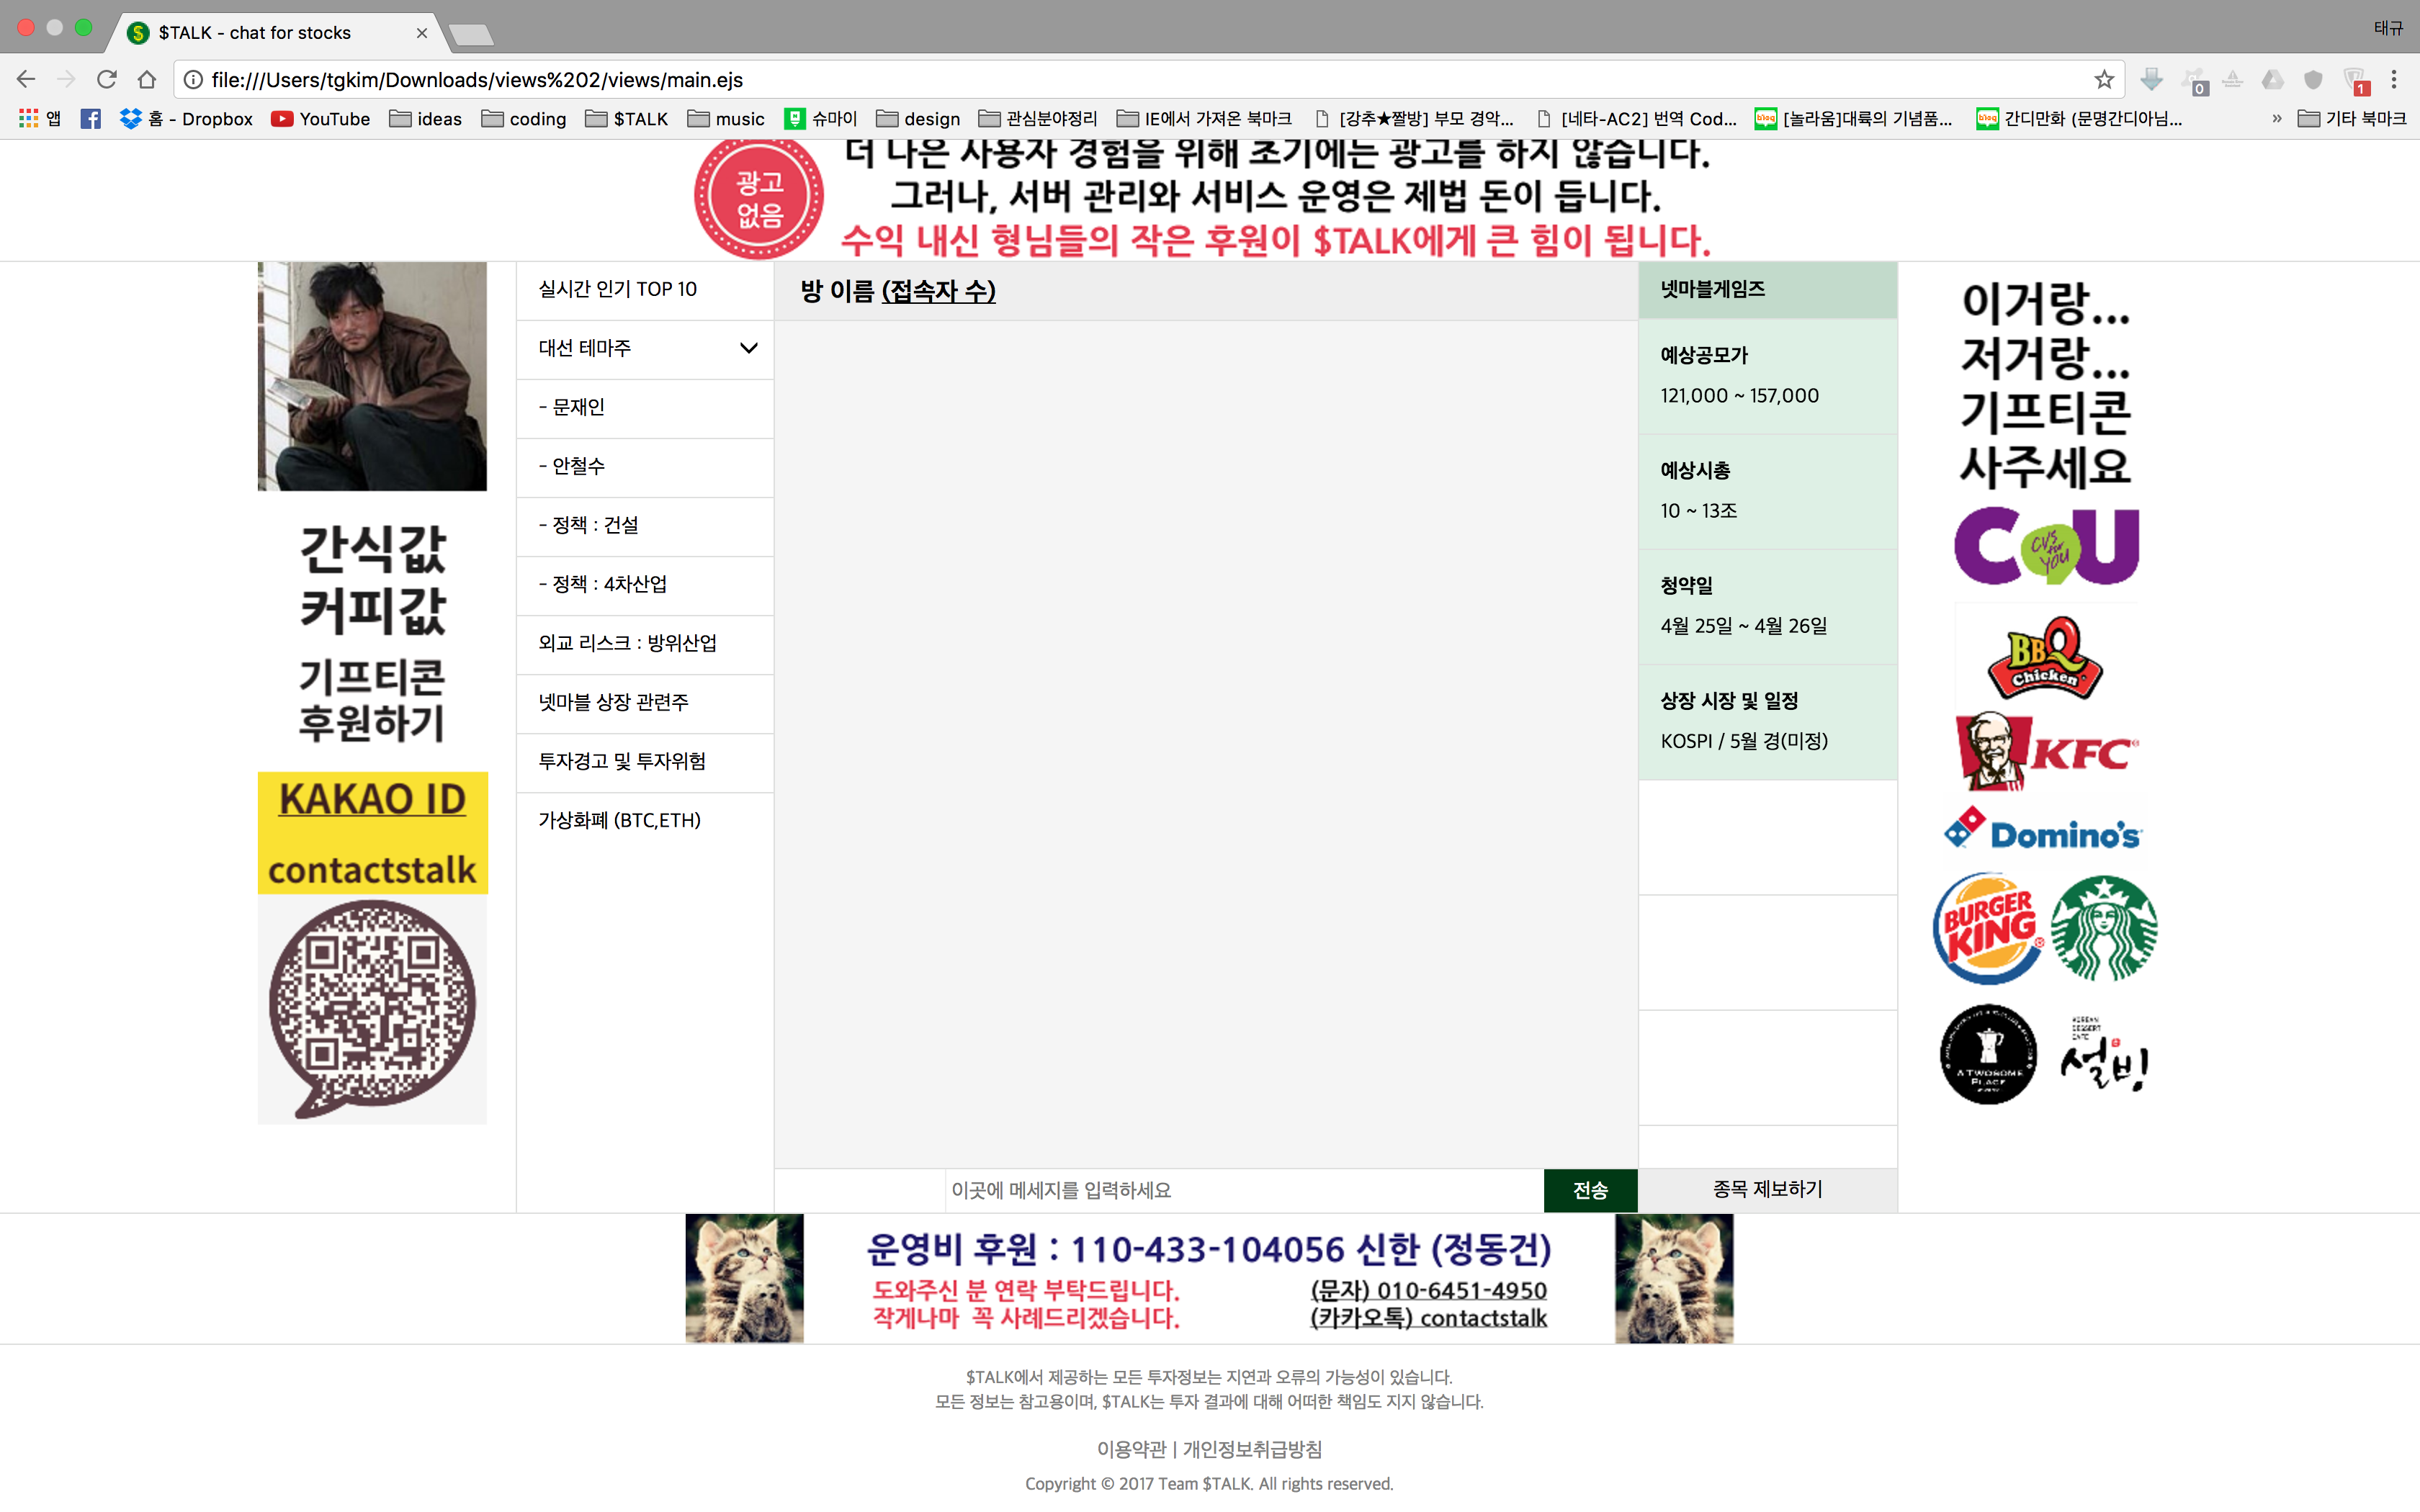 $TALK - chat for stocks
태규
file:///Users/tgkim/Downloads/views%202/views/main.ejs
0
1
앱
홈 - Dropbox
YouTube
ideas
coding
$TALK
music
슈마이
design
관심분야정리
IE에서 가져온 북마크
[강추★짤방] 부모 경악...
[네타-AC2] 번역 Cod...
blog
[놀라움]대륙의 기념품...
blog
간디만화 (문명간디아님...
»
기타 북마크
광고
없음
더 나은 사용자 경험을 위해 초기에는 광고를 하지 않습니다.
그러나, 서버 관리와 서비스 운영은 제법 돈이 듭니다.
수익 내신 형님들의 작은 후원이 $TALK에게 큰 힘이 됩니다.
간식값
커피값
기프티콘
후원하기
KAKAO ID
contactstalk
실시간 인기 TOP 10
대선 테마주
- 문재인
- 안철수
- 정책 : 건설
- 정책 : 4차산업
외교 리스크 : 방위산업
넷마블 상장 관련주
투자경고 및 투자위험
가상화폐 (BTC,ETH)
방 이름 (접속자 수)
이곳에 메세지를 입력하세요
전송
넷마블게임즈
예상공모가
121,000 ~ 157,000
예상시총
10 ~ 13조
청약일
4월 25일 ~ 4월 26일
상장 시장 및 일정
KOSPI / 5월 경(미정)
종목 제보하기
이거랑...
저거랑...
기프티콘
사주세요
CU
CVS for YOU
BBQ
Chicken
KFC
Domino's
BURGER
KING
A TWOSOME
PLACE
KOREAN
DESSERT
CAFE
설빙
운영비 후원 : 110-433-104056 신한 (정동건)
도와주신 분 연락 부탁드립니다.
작게나마 꼭 사례드리겠습니다.
(문자) 010-6451-4950
(카카오톡) contactstalk
$TALK에서 제공하는 모든 투자정보는 지연과 오류의 가능성이 있습니다.
모든 정보는 참고용이며, $TALK는 투자 결과에 대해 어떠한 책임도 지지 않습니다.
이용약관 | 개인정보취급방침
Copyright © 2017 Team $TALK. All rights reserved.